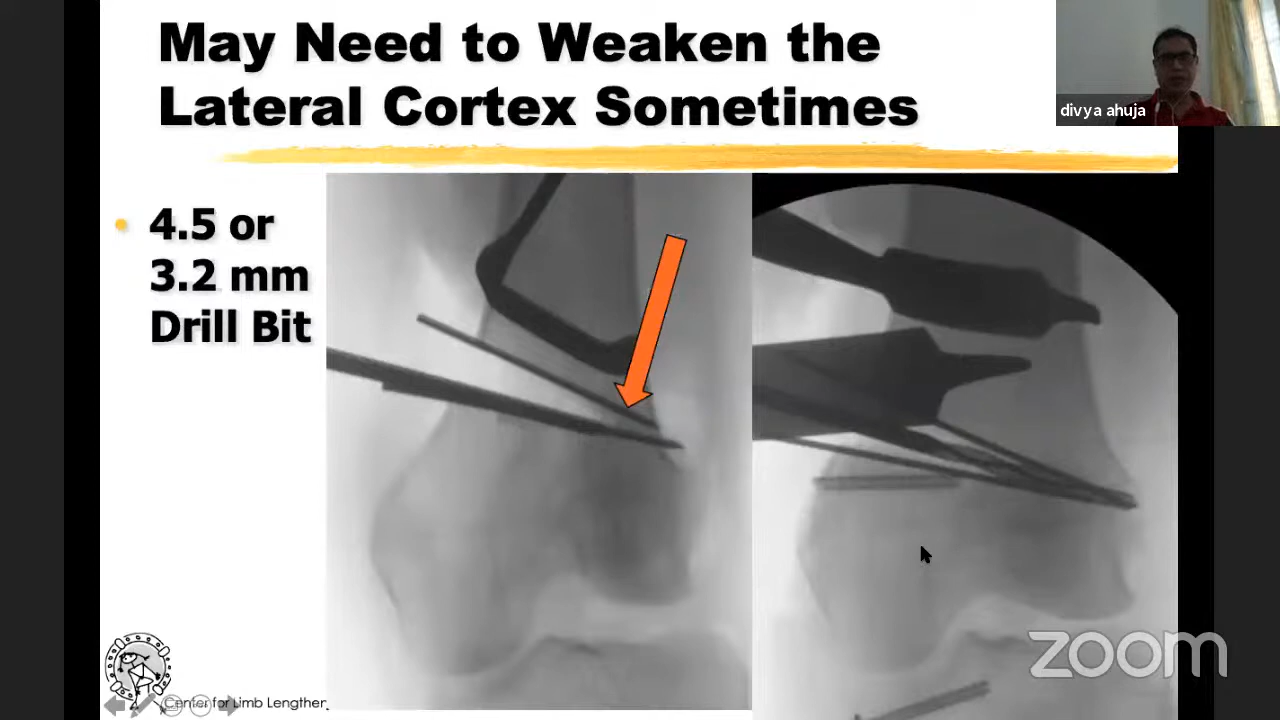 May Need to Weaken the
Lateral Cortex Sometimes
divya ahuja
• 4.5 or
3.2 mm
Drill Bit
zoom
Center for Limb Lengthen